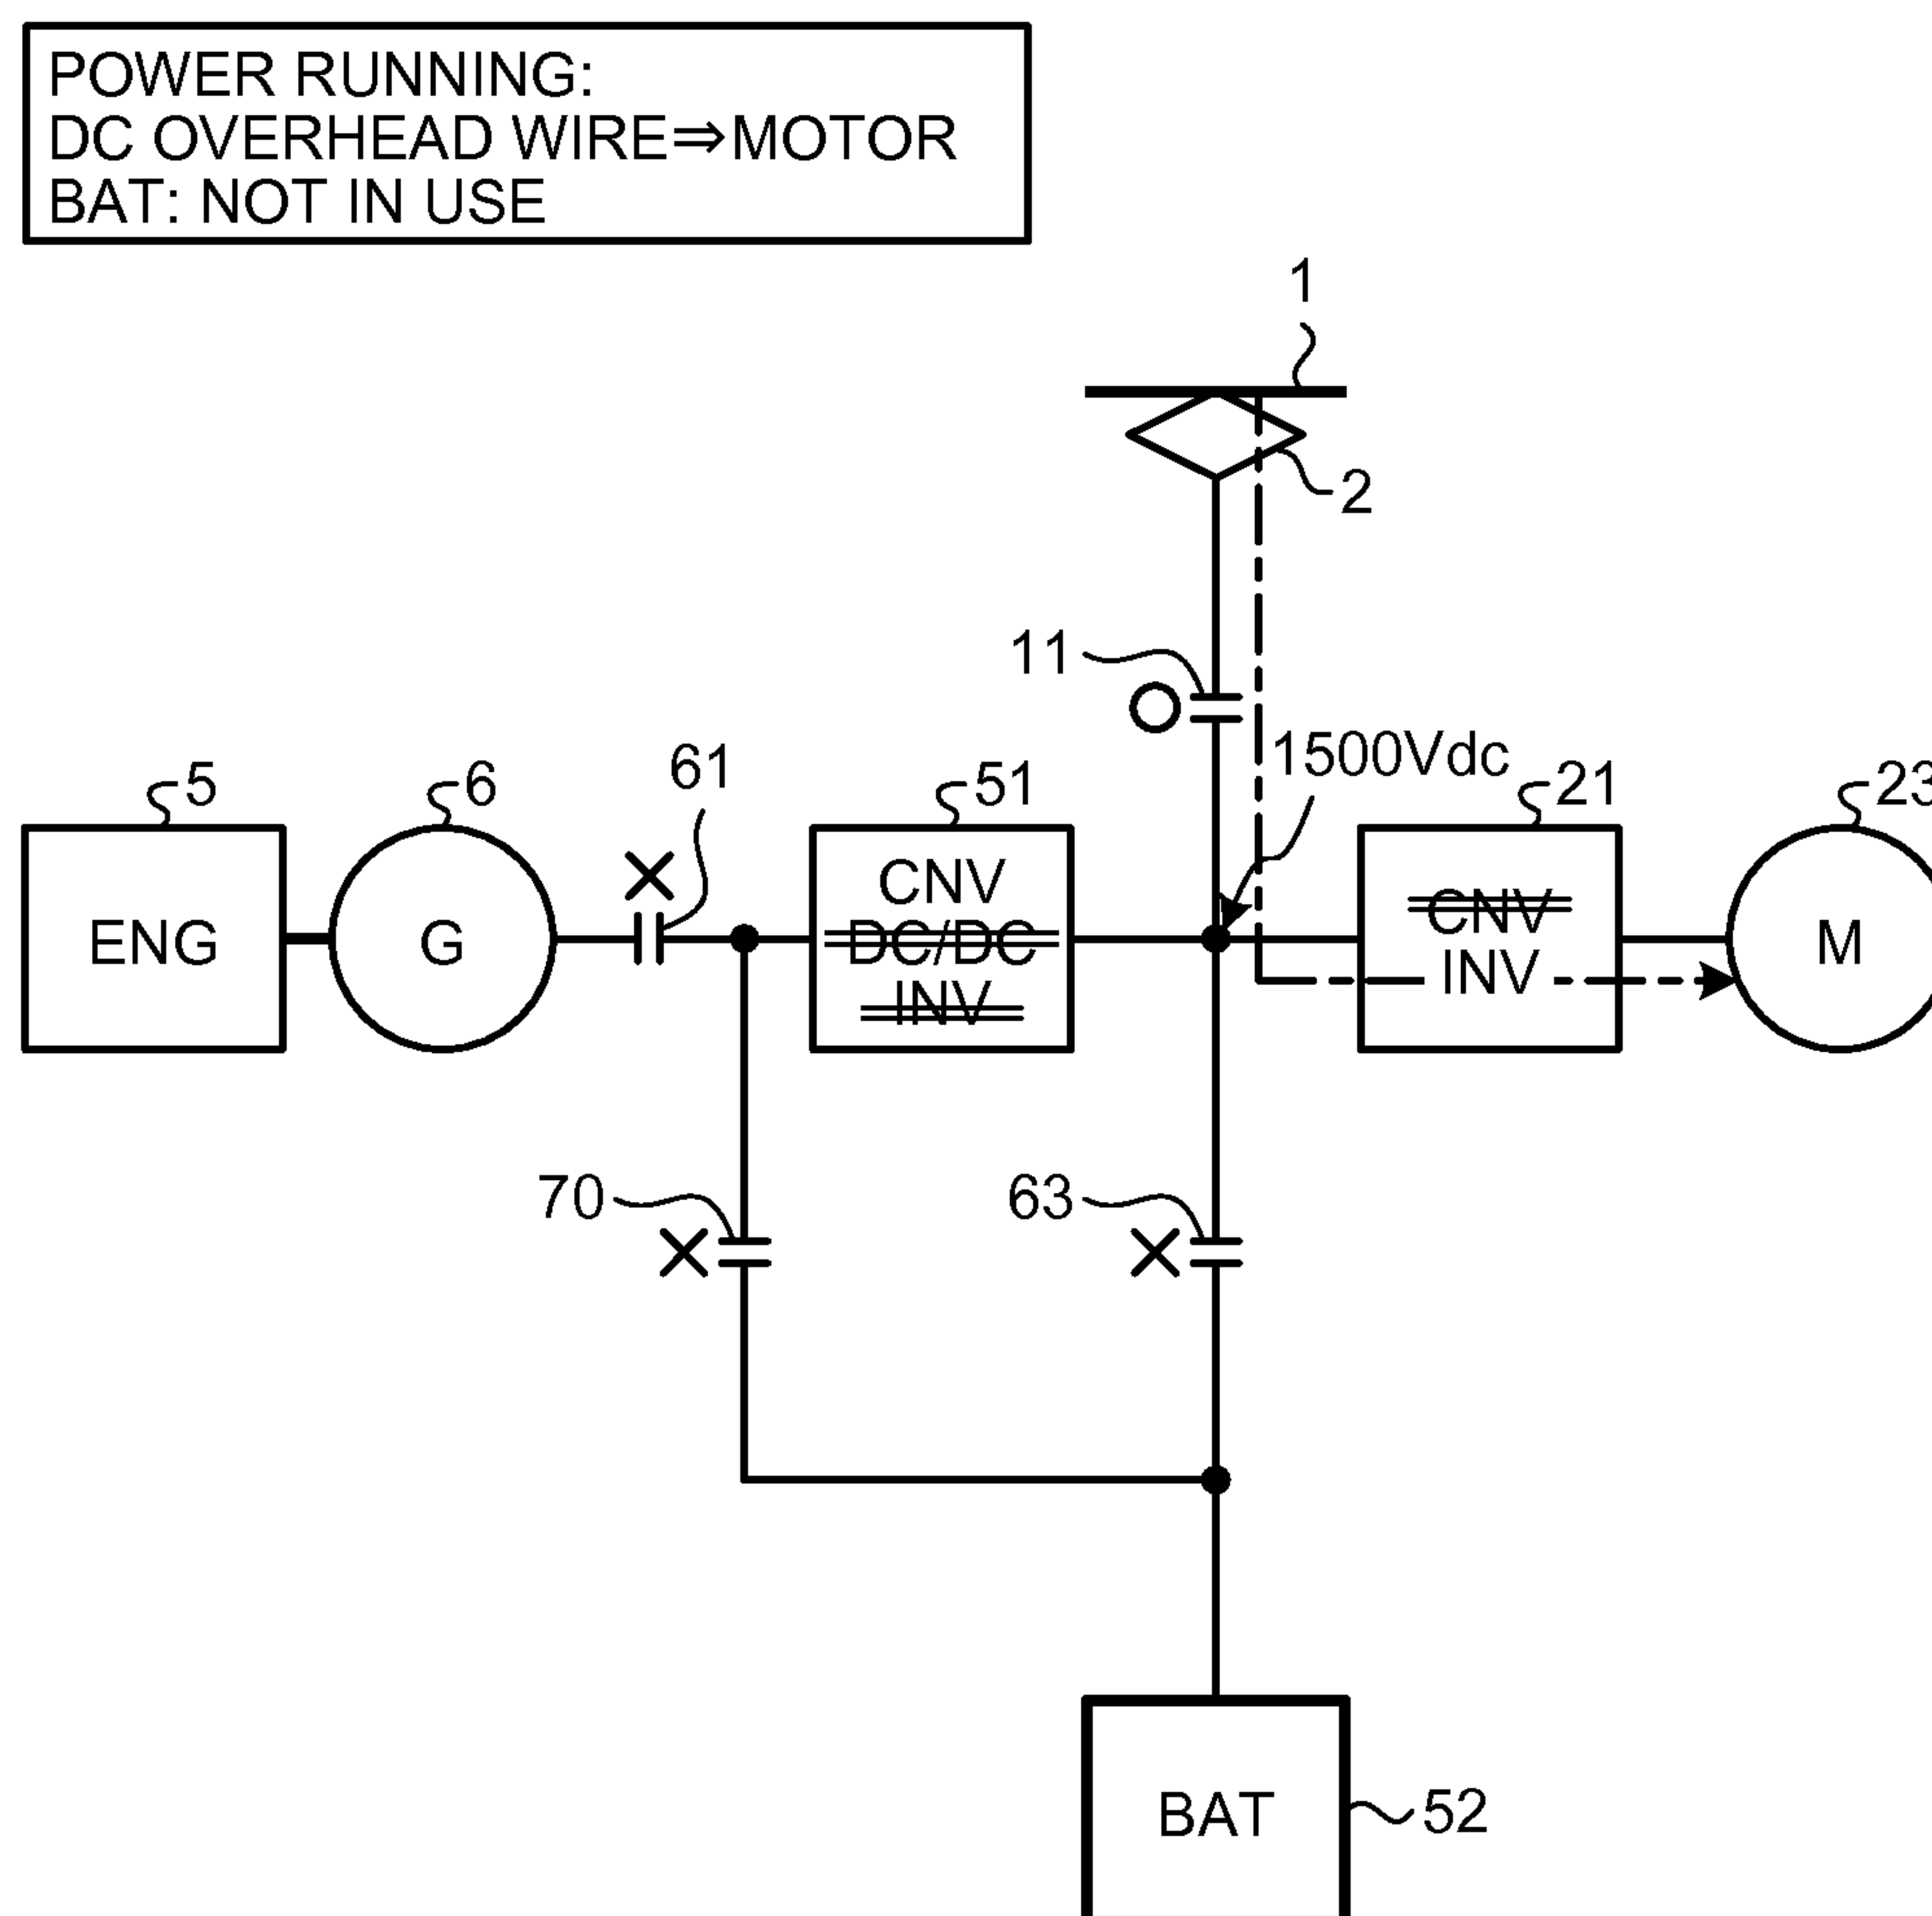 POWER RUNNING:
DC OVERHEAD WIRE⇒MOTOR
BAT: NOT IN USE
1
2
11
1500Vdc
5
6
61
51
21
23
ENG
G
CNV
DC/DC
INV
CNV
INV
M
70
63
BAT
52